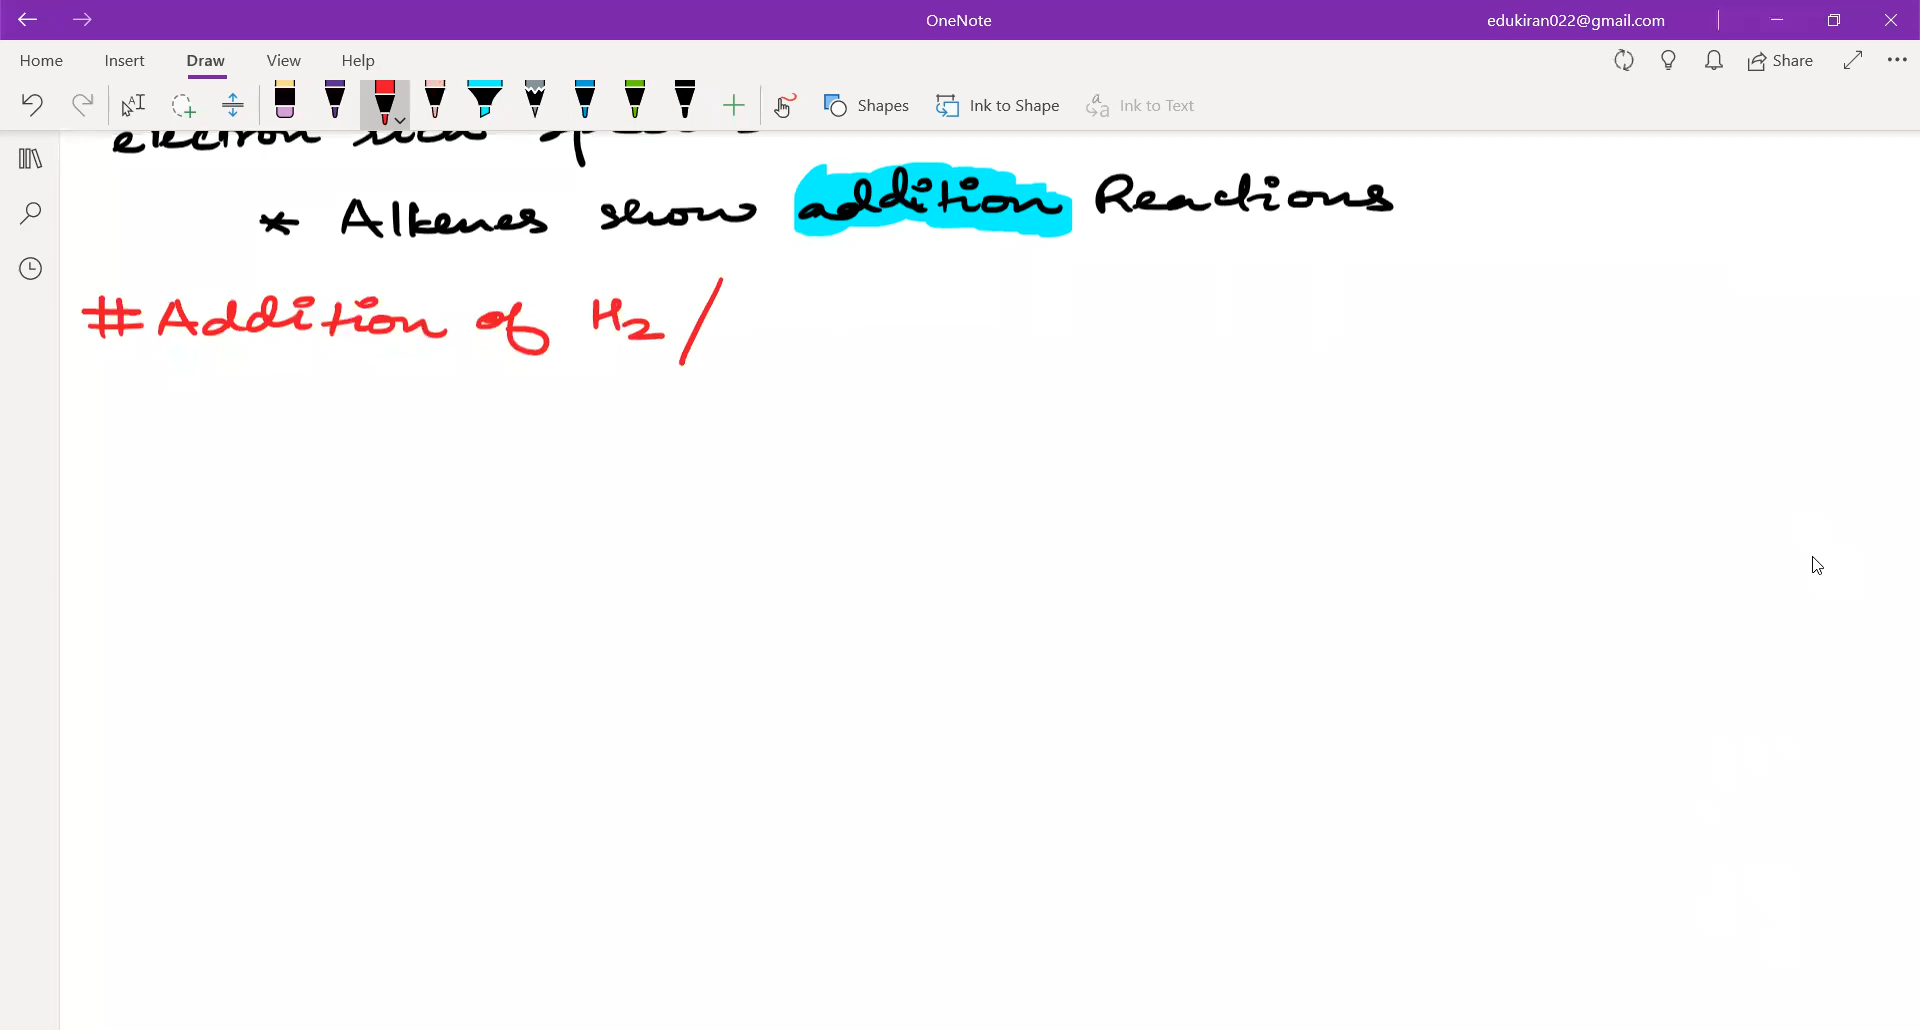 OneNote
edukiran022@gmail.com
Home Insert Draw View Help
Share
Shapes Ink to Shape Ink to Text
electron
* Alkenes show addition Reactions
# Addition of H2 /